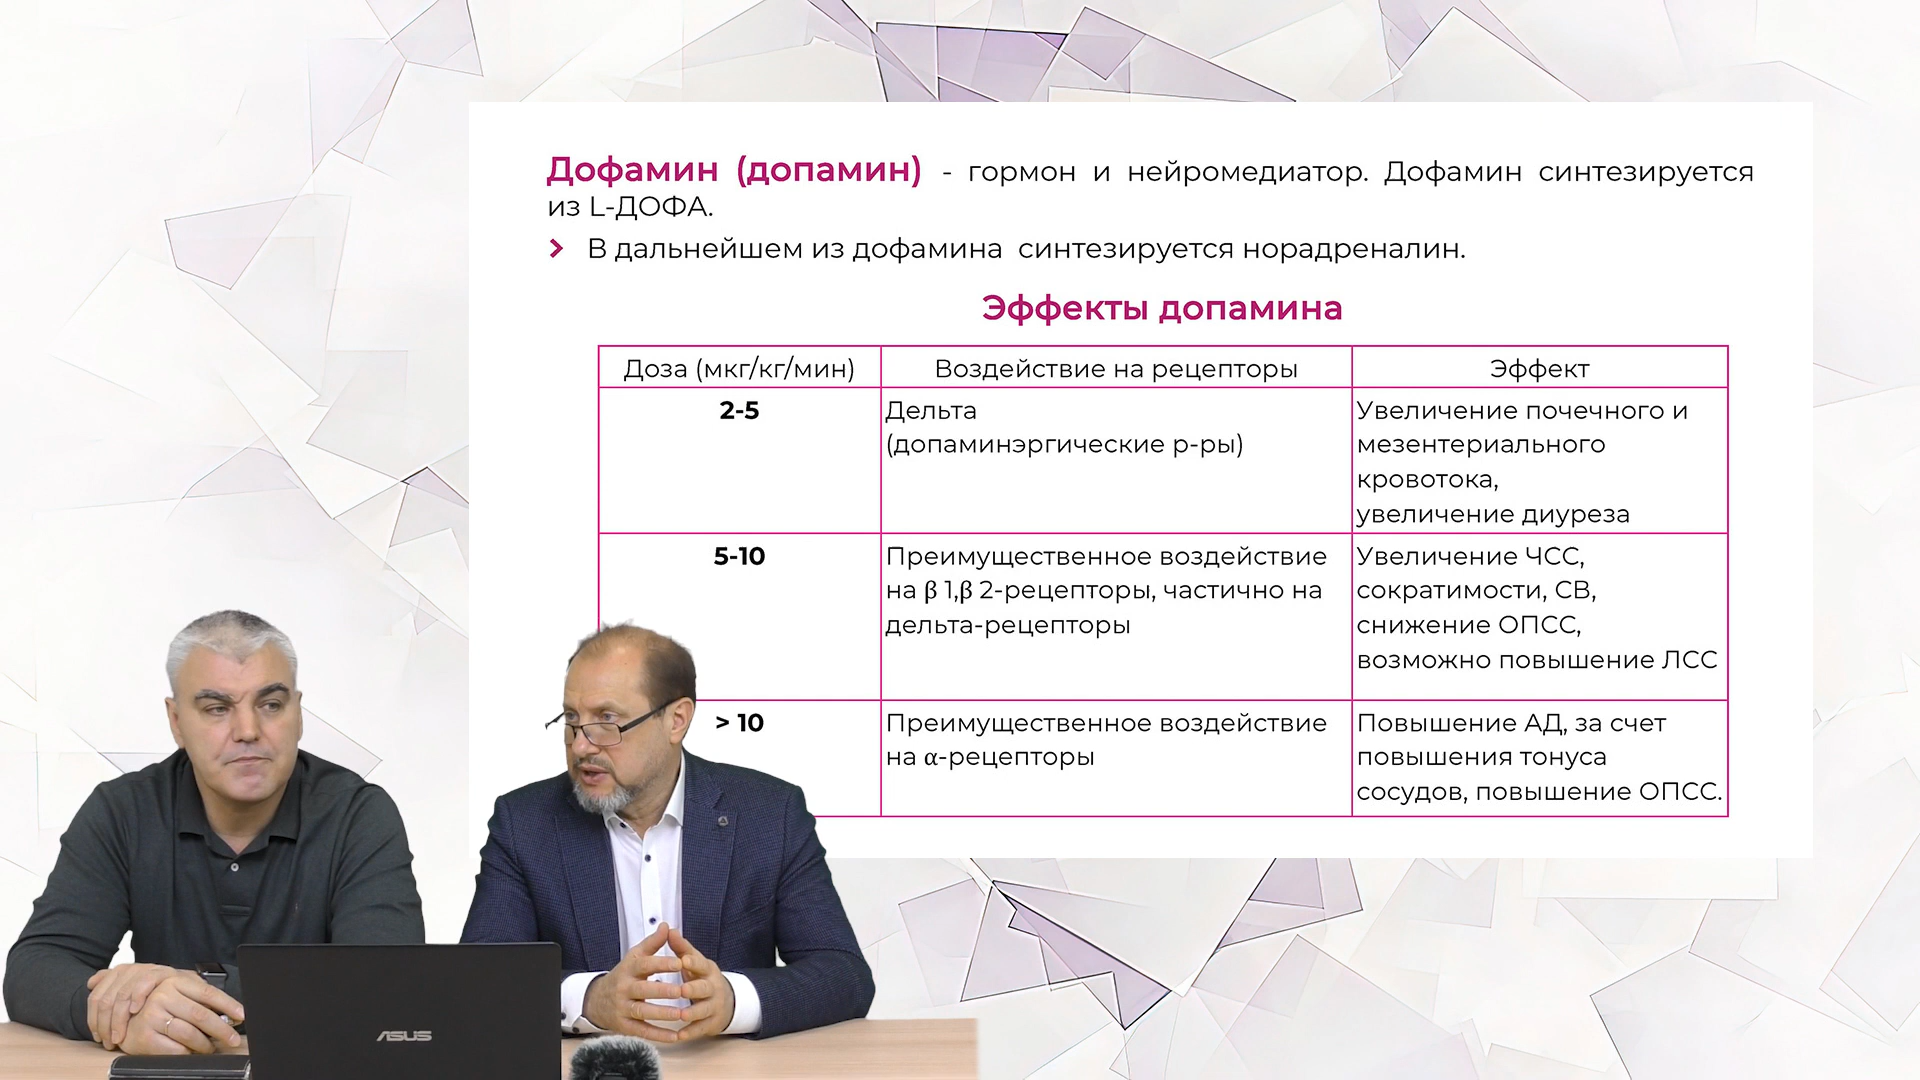 Дофамин (допамин) - гормон и нейромедиатор. Дофамин синтезируется
из L-ДОФА.
В дальнейшем из дофамина синтезируется норадреналин.
Эффекты допамина
Доза (мкг/кг/мин)
Воздействие на рецепторы
Эффект
2-5
Дельта
(допаминэргические р-ры)
Увеличение почечного и
мезентериального
кровотока,
увеличение диуреза
5-10
Преимущественное воздействие
на β 1,β 2-рецепторы, частично на
дельта-рецепторы
Увеличение ЧСС,
сократимости, СВ,
снижение ОПСС,
возможно повышение ЛСС
> 10
Преимущественное воздействие
на α-рецепторы
Повышение АД, за счет
повышения тонуса
сосудов, повышение ОПСС.
ASUS